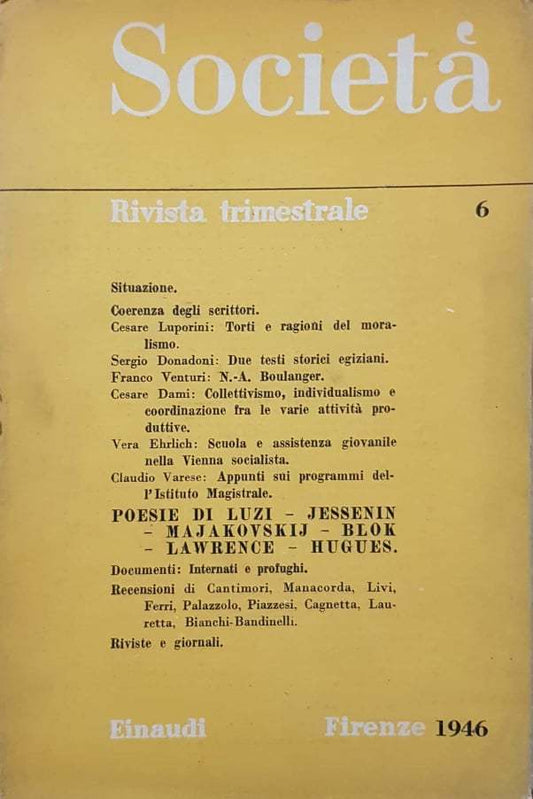 Società
Rivista trimestrale 6
Situazione.
Coerenza degli scrittori.
Cesare Luporini: Torti e ragioni del mora-
lismo.
Sergio Donadoni: Due testi storici egiziani.
Franco Venturi: N.-A. Boulanger.
Cesare Dami: Collettivismo, individualismo e
coordinazione fra le varie attività pro-
duttive.
Vera Ehrlich: Scuola e assistenza giovanile
nella Vienna socialista.
Claudio Varese: Appunti sui programmi del-
l'Istituto Magistrale.
POESIE DI LUZI – JESSENIN
– MAJAKOVSKIJ – BLOK
– LAWRENCE – HUGUES.
Documenti: Internati e profughi.
Recensioni di Cantimori, Manacorda, Livi,
Ferri, Palazzolo, Piazzesi, Cagnetta, Lau-
retta, Bianchi-Bandinelli.
Riviste e giornali.
Einaudi Firenze 1946